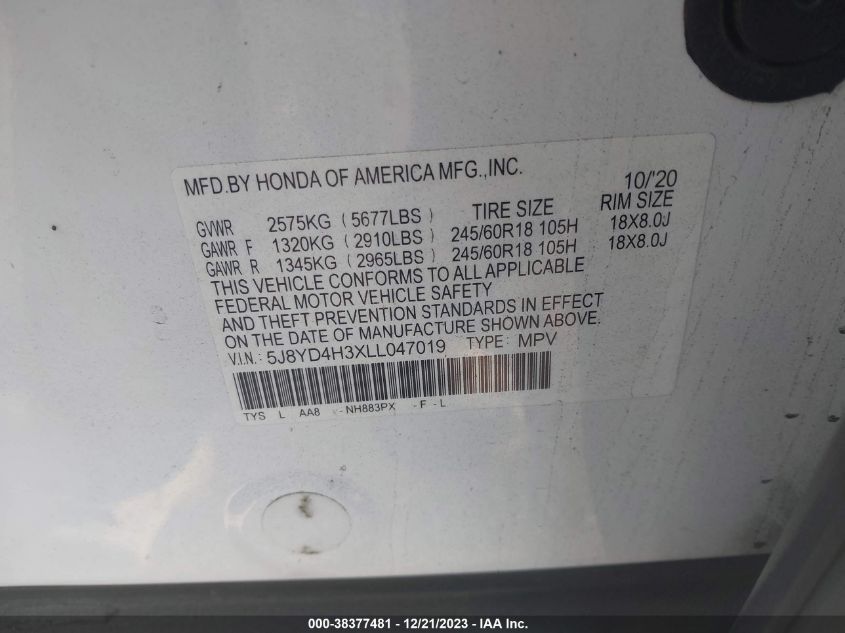 MFD.BY HONDA OF AMERICA MFG.,INC. 10/'20
GVWR 2575KG (5677LBS) TIRE SIZE RIM SIZE
GAWR F 1320KG (2910LBS) 245/60R18 105H 18X8.0J
GAWR R 1345KG (2965LBS) 245/60R18 105H 18X8.0J
THIS VEHICLE CONFORMS TO ALL APPLICABLE
FEDERAL MOTOR VEHICLE SAFETY
AND THEFT PREVENTION STANDARDS IN EFFECT
ON THE DATE OF MANUFACTURE SHOWN ABOVE.
V.I.N.: 5J8YD4H3XLL047019 TYPE: MPV
TYS L AA8 - NH883PX - F - L
000-38377481 - 12/21/2023 - IAA Inc.